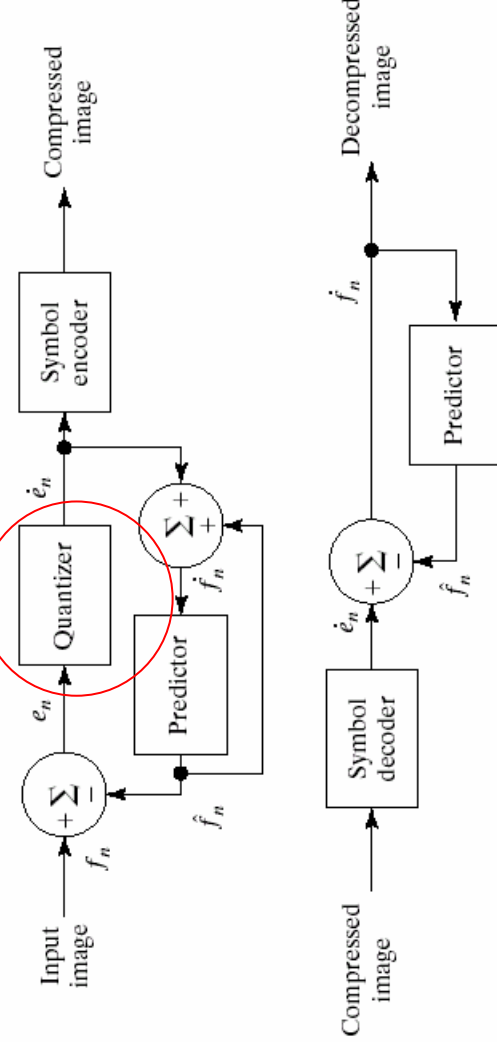 Input
image
f_n
+
Σ
−
e_n
Quantizer
ė_n
Symbol
encoder
Compressed
image
f̂_n
Predictor
ḟ_n
+
Σ
+
Compressed
image
Symbol
decoder
ė_n
+
Σ
−
f̂_n
Predictor
ḟ_n
Decompressed
image